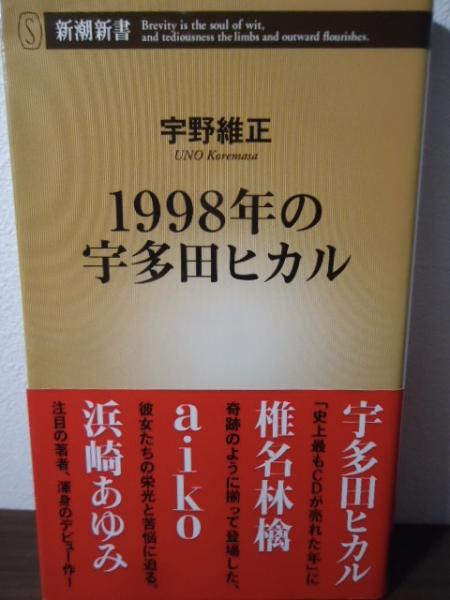 S 新潮新書
Brevity is the soul of wit,
and tediousness the limbs and outward flourishes.
宇野維正
UNO Koremasa
1998年の
宇多田ヒカル
宇多田ヒカル
「史上最もCDが売れた年」に
椎名林檎
奇跡のように揃って登場した、
aiko
彼女たちの栄光と苦悩に迫る。
浜崎あゆみ
注目の著者、渾身のデビュー作!